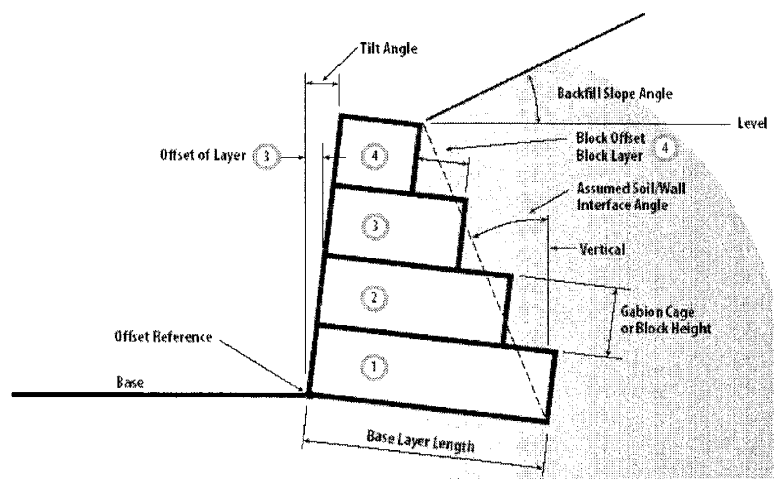 Tilt Angle
Backfill Slope Angle
Level
Block Offset
Block Layer 4
Offset of Layer 3
4
Assumed Soil/Wall
Interface Angle
3
Vertical
2
Gabion Cage
or Block Height
Offset Reference
1
Base
Base Layer Length